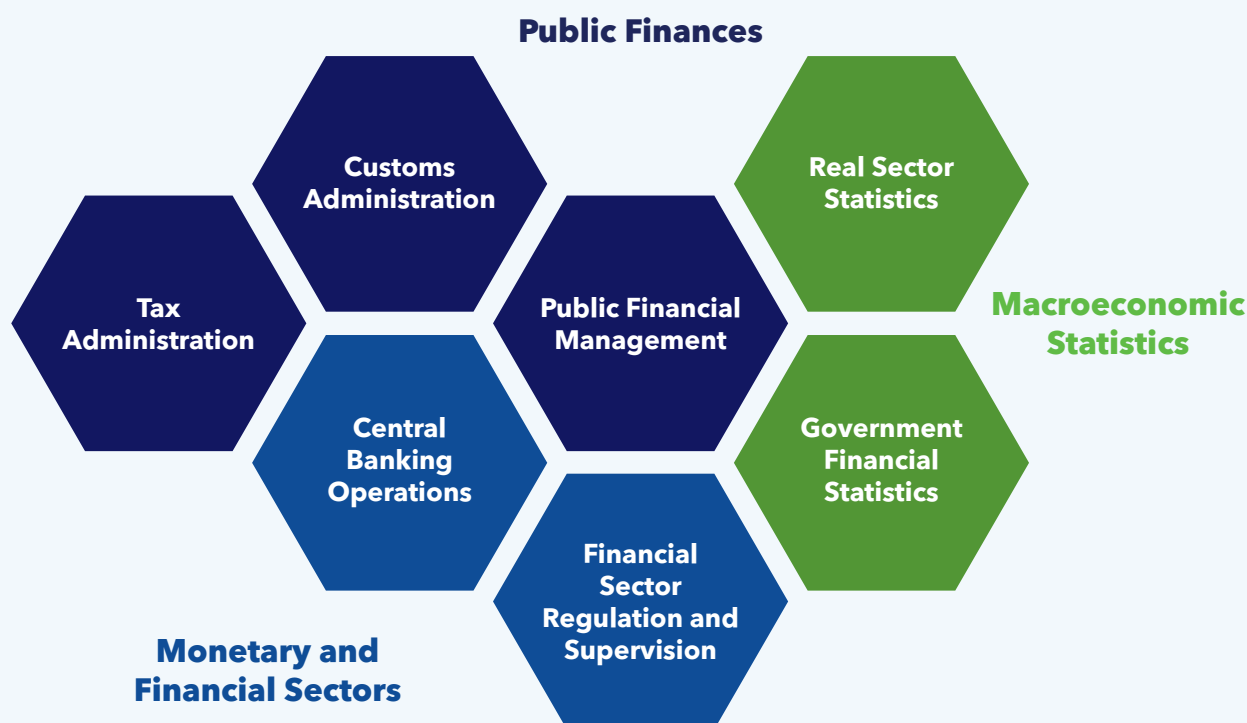 Public Finances
Customs
Administration
Real Sector
Statistics
Tax
Administration
Public Financial
Management
Macroeconomic
Statistics
Central
Banking
Operations
Government
Financial
Statistics
Financial
Sector
Regulation and
Supervision
Monetary and
Financial Sectors